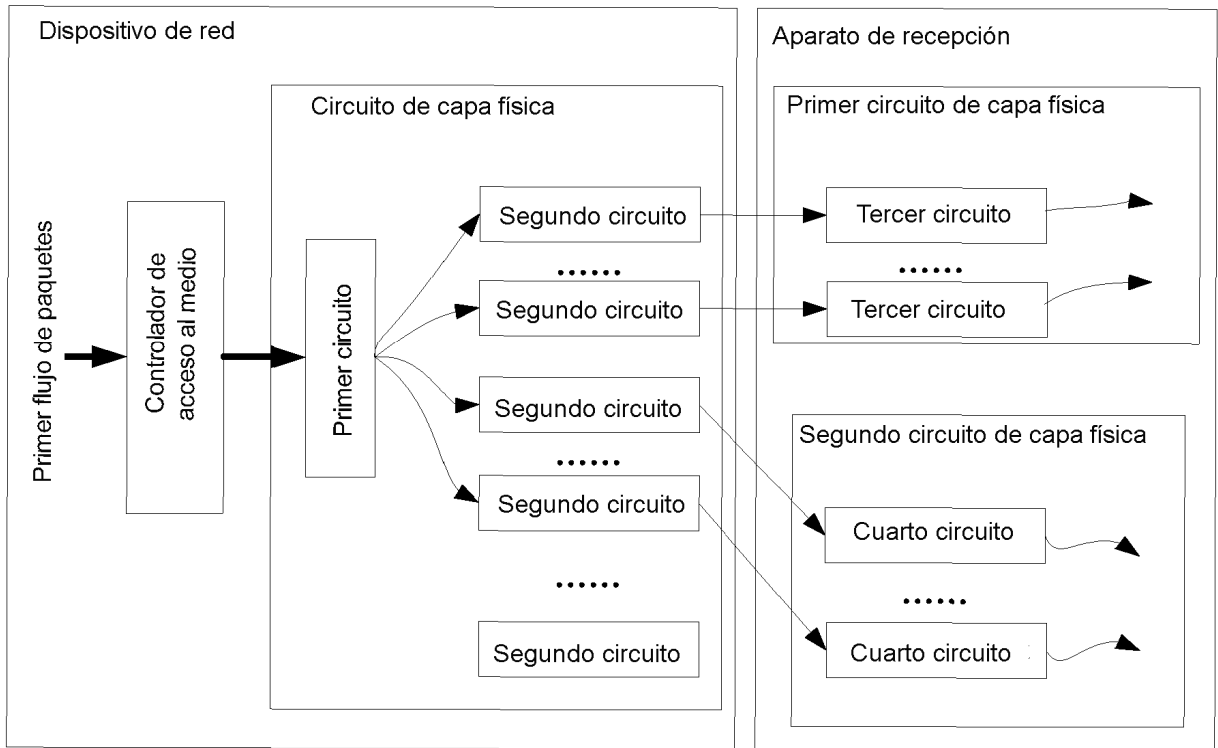 Dispositivo de red
Primer flujo de paquetes
Controlador de
acceso al medio
Circuito de capa física
Primer circuito
Segundo circuito
......
Segundo circuito
Segundo circuito
......
Segundo circuito
......
Segundo circuito
Aparato de recepción
Primer circuito de capa física
Tercer circuito
......
Tercer circuito
Segundo circuito de capa física
Cuarto circuito
......
Cuarto circuito